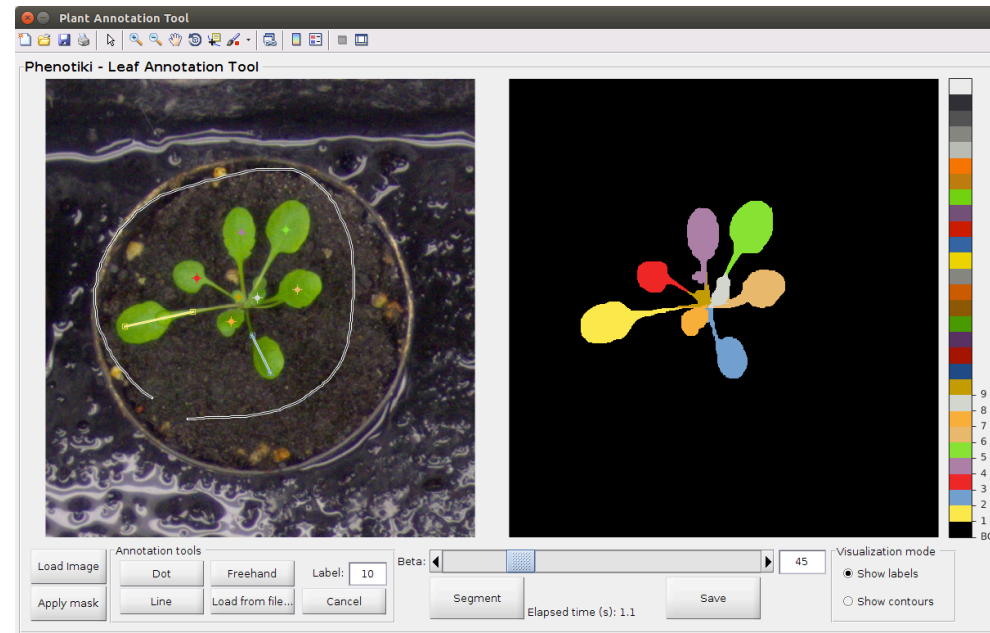 Plant Annotation Tool
Phenotiki - Leaf Annotation Tool
9
8
7
6
5
4
3
2
1
BG
Load Image
Apply mask
Annotation tools
Dot
Freehand
Label: 10
Line
Load from file...
Cancel
Beta:
45
Segment
Elapsed time (s): 1.1
Save
Visualization mode
Show labels
Show contours